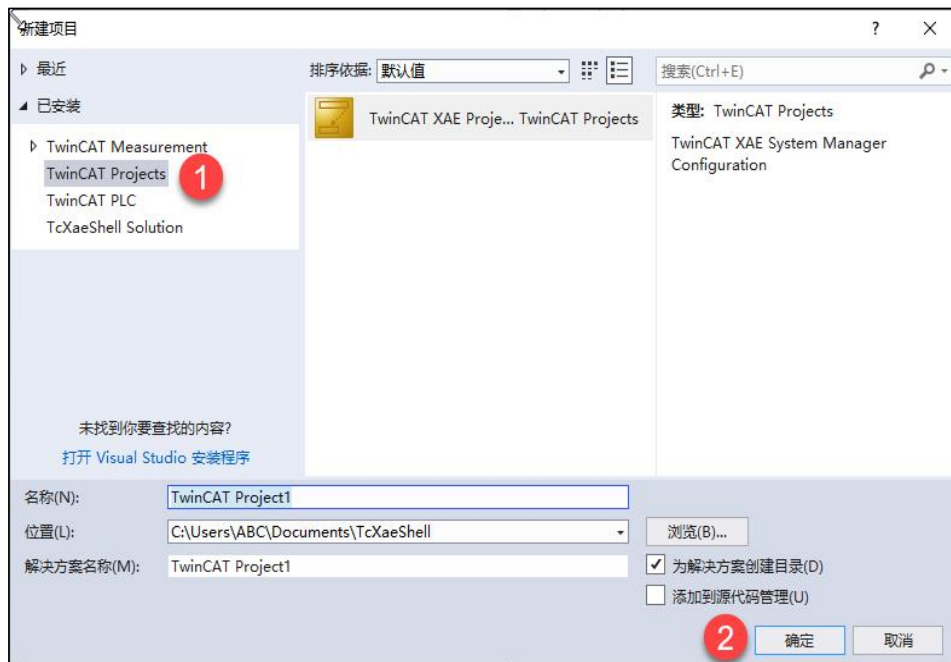 新建项目
?
最近
排序依据: 默认值
搜索(Ctrl+E)
已安装
TwinCAT Measurement
TwinCAT Projects
1
TwinCAT PLC
TcXaeShell Solution
TwinCAT XAE Proje... TwinCAT Projects
类型: TwinCAT Projects
TwinCAT XAE System Manager
Configuration
未找到你要查找的内容?
打开 Visual Studio 安装程序
名称(N): TwinCAT Project1
位置(L): C:\Users\ABC\Documents\TcXaeShell
浏览(B)...
解决方案名称(M): TwinCAT Project1
为解决方案创建目录(D)
添加到源代码管理(U)
2
确定
取消